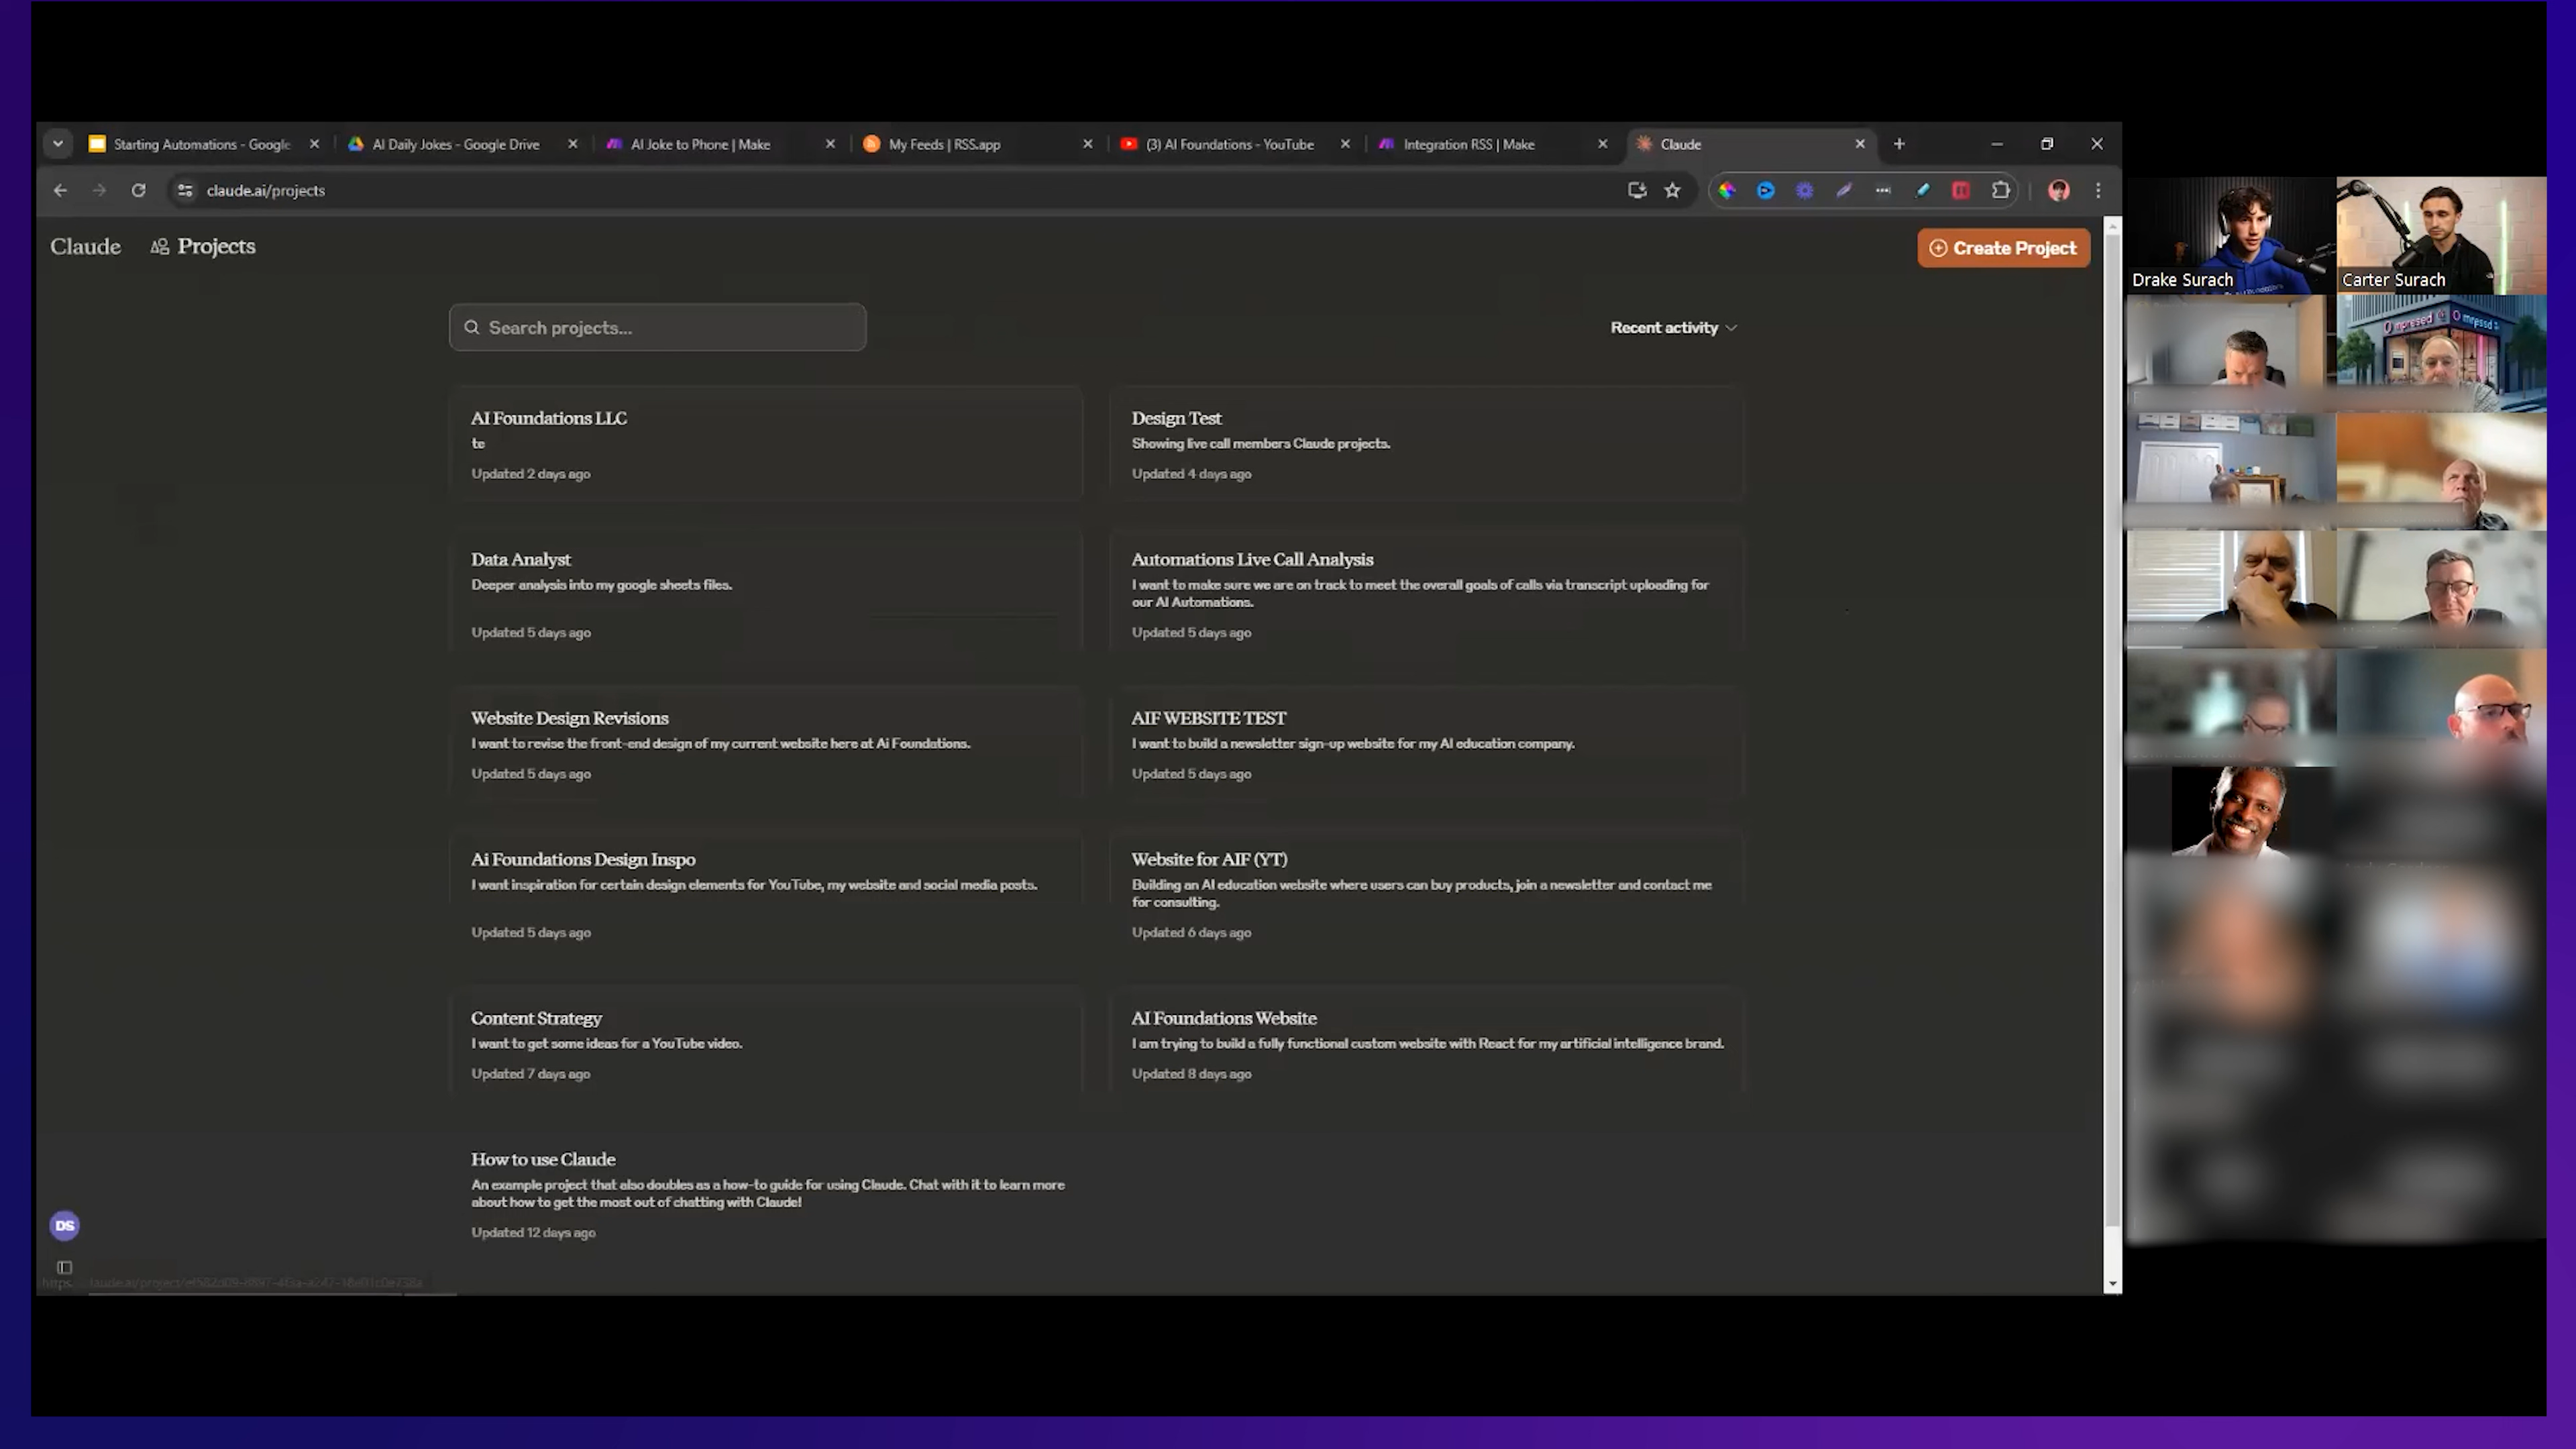 Starting Automations - Google
AI Daily Jokes - Google Drive
AI Joke to Phone | Make
My Feeds | RSS.app
(3) AI Foundations - YouTube
Integration RSS | Make
Claude
claude.ai/projects
Claude
Projects
Create Project
Search projects...
Recent activity
AI Foundations LLC
te
Updated 2 days ago
Design Test
Showing live call members Claude projects.
Updated 4 days ago
Data Analyst
Deeper analysis into my google sheets files.
Updated 5 days ago
Automations Live Call Analysis
I want to make sure we are on track to meet the overall goals of calls via transcript uploading for
our AI Automations.
Updated 5 days ago
Website Design Revisions
I want to revise the front-end design of my current website here at Ai Foundations.
Updated 5 days ago
AIF WEBSITE TEST
I want to build a newsletter sign-up website for my AI education company.
Updated 5 days ago
Ai Foundations Design Inspo
I want inspiration for certain design elements for YouTube, my website and social media posts.
Updated 5 days ago
Website for AIF (YT)
Building an AI education website where users can buy products, join a newsletter and contact me
for consulting.
Updated 6 days ago
Content Strategy
I want to get some ideas for a YouTube video.
Updated 7 days ago
AI Foundations Website
I am trying to build a fully functional custom website with React for my artificial intelligence brand.
Updated 8 days ago
How to use Claude
An example project that also doubles as a how-to guide for using Claude. Chat with it to learn more
about how to get the most out of chatting with Claude!
Updated 12 days ago
DS
Drake Surach
Carter Surach